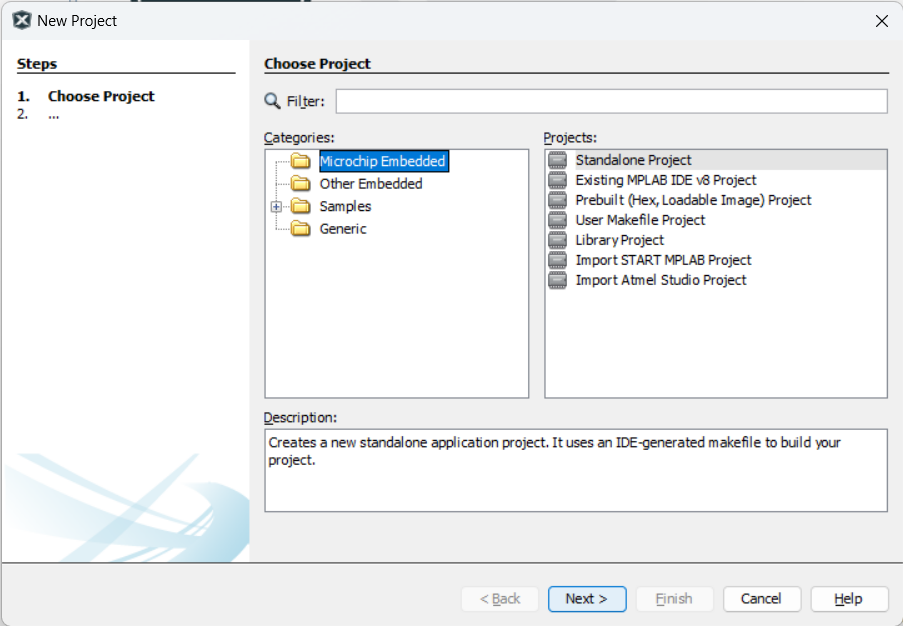 New Project
Steps
1. Choose Project
2. ...
Choose Project
Filter:
Categories:
Microchip Embedded
Other Embedded
Samples
Generic
Projects:
Standalone Project
Existing MPLAB IDE v8 Project
Prebuilt (Hex, Loadable Image) Project
User Makefile Project
Library Project
Import START MPLAB Project
Import Atmel Studio Project
Description:
Creates a new standalone application project. It uses an IDE-generated makefile to build your
project.
< Back
Next >
Finish
Cancel
Help